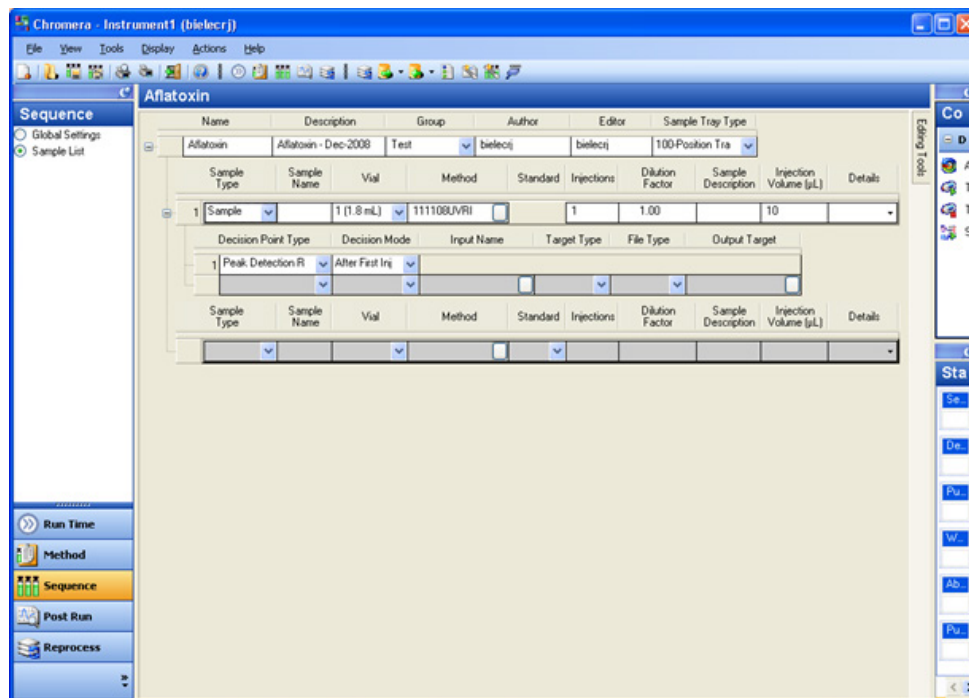 Chromera - Instrument1 (bielecrj)
File View Tools Display Actions Help
Sequence
Global Settings
Sample List
Aflatoxin
Name Description Group Author Editor Sample Tray Type
Aflatoxin Aflatoxin - Dec-2008 Test bielecrj bielecrj 100-Position Tra
Sample Type Sample Name Vial Method Standard Injections Dilution Factor Sample Description Injection Volume (µL) Details
1 Sample 1 (1.8 mL) 111108UVRI 1 1.00 10
Decision Point Type Decision Mode Input Name Target Type File Type Output Target
1 Peak Detection R After First Inj
Sample Type Sample Name Vial Method Standard Injections Dilution Factor Sample Description Injection Volume (µL) Details
Editing Tools
Run Time
Method
Sequence
Post Run
Reprocess
Co
D
A
T
T
S
Sta
Se...
De...
Pu...
W...
Ab...
Pu...